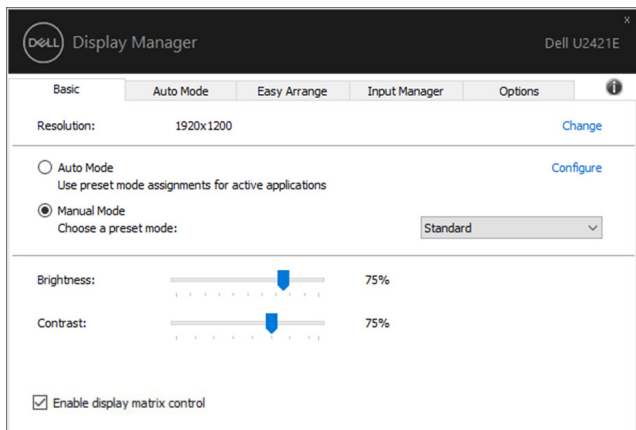 DELL Display Manager
Dell U2421E
x
Basic
Auto Mode
Easy Arrange
Input Manager
Options
i
Resolution: 1920x1200 Change
Auto Mode Configure
Use preset mode assignments for active applications
Manual Mode
Choose a preset mode: Standard
Brightness: 75%
Contrast: 75%
Enable display matrix control